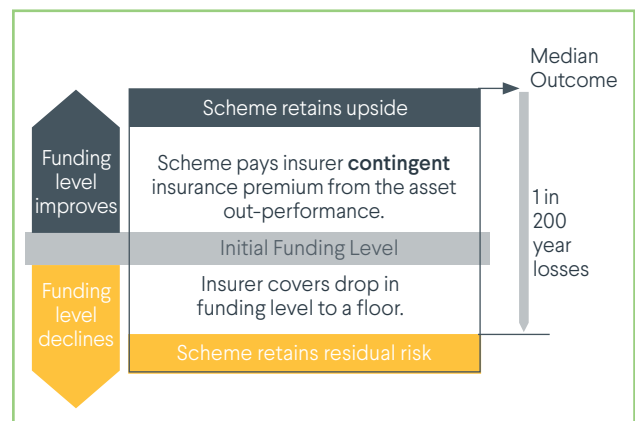 Median
Outcome
Scheme retains upside
Funding
level
improves
Scheme pays insurer contingent
insurance premium from the asset
out-performance.
1 in
200
year
losses
Initial Funding Level
Funding
level
declines
Insurer covers drop in
funding level to a floor.
Scheme retains residual risk